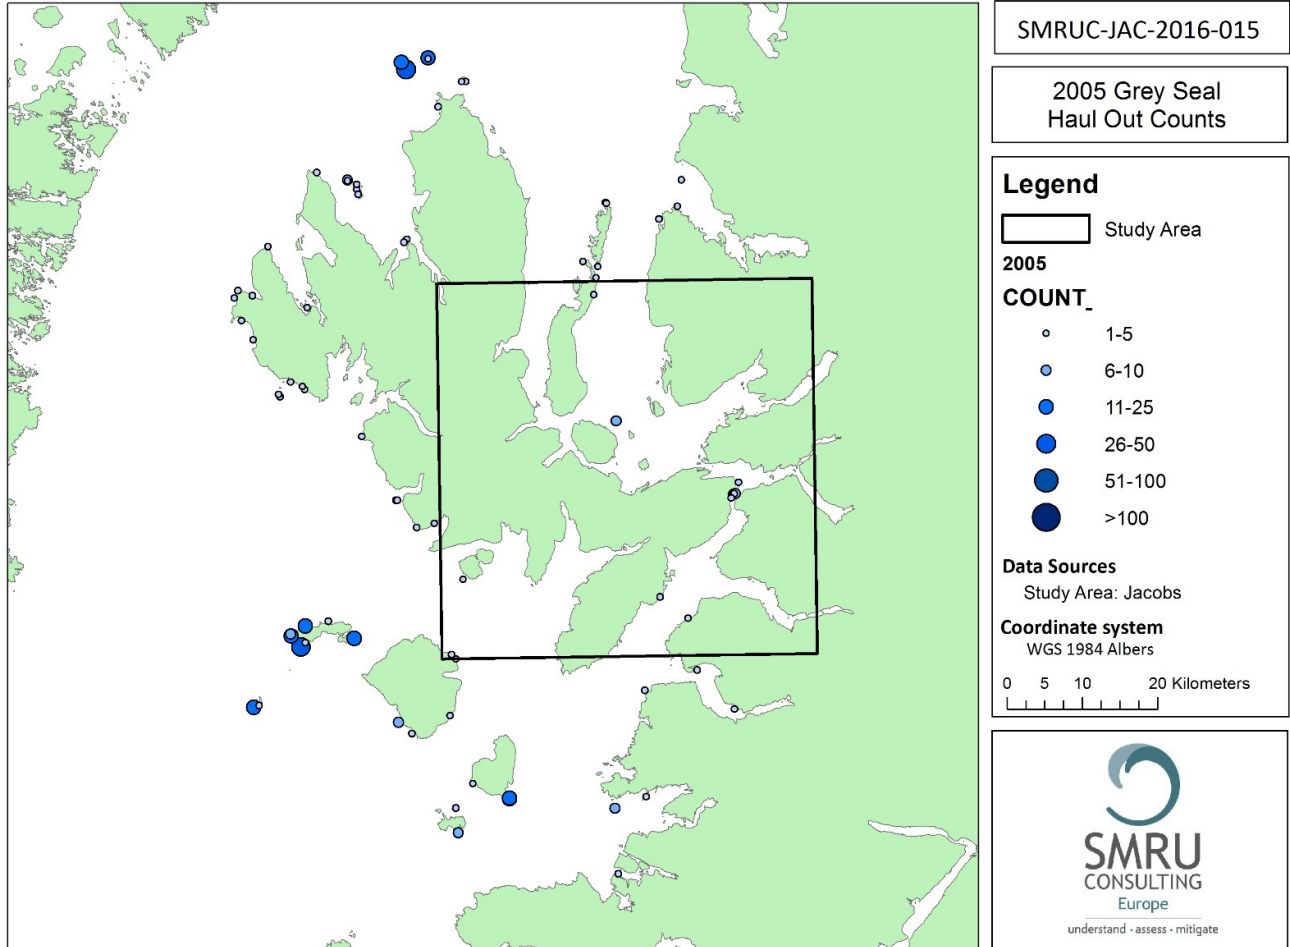 SMRUC-JAC-2016-015
2005 Grey Seal
Haul Out Counts
Legend
Study Area
2005
COUNT_
1-5
6-10
11-25
26-50
51-100
>100
Data Sources
Study Area: Jacobs
Coordinate system
WGS 1984 Albers
0 5 10 20 Kilometers
SMRU
CONSULTING
Europe
understand · assess · mitigate